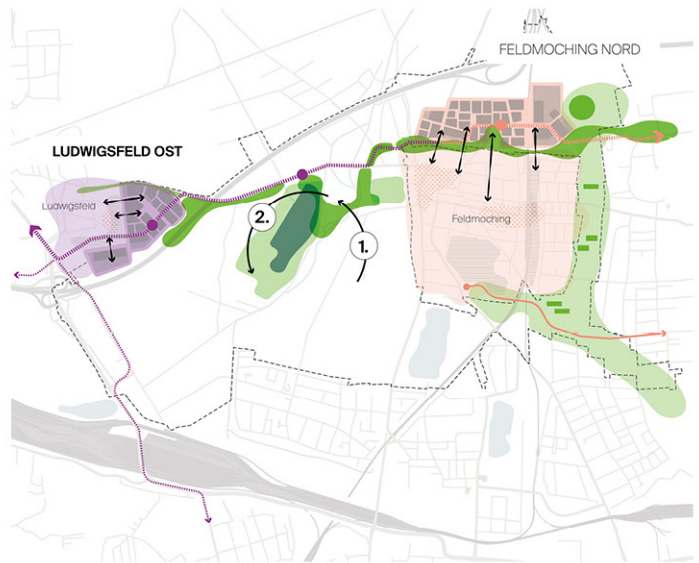 FELDMOCHING NORD
LUDWIGSFELD OST
Ludwigsfeld
2.
Feldmoching
1.